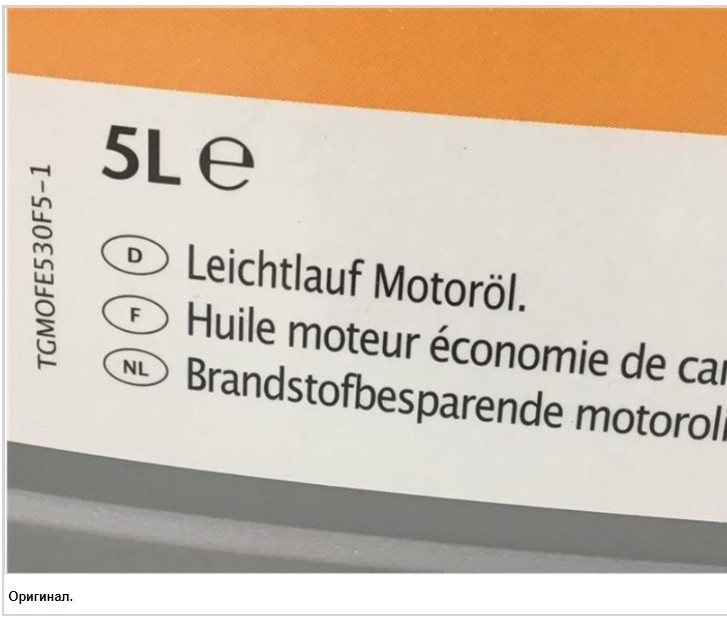 5L ℮
TGMOFE530F5-1
D Leichtlauf Motoröl.
F Huile moteur économie de
NL Brandstofbesparende
Оригинал.